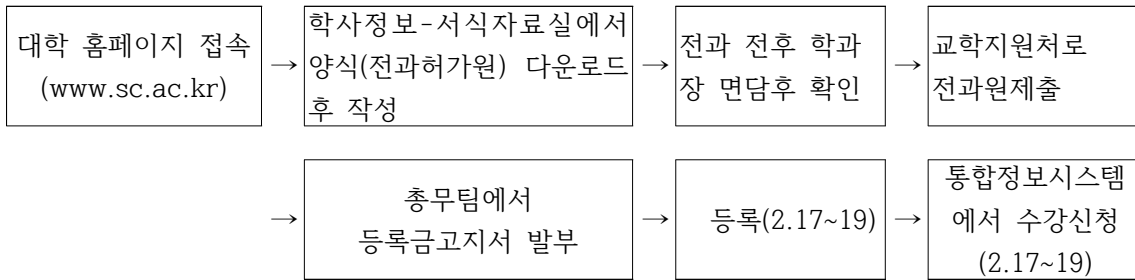 대학 홈페이지 접속
(www.sc.ac.kr)
→
학사정보-서식자료실에서
양식(전과허가원) 다운로드
후 작성
→
전과 전후 학과
장 면담후 확인
→
교학지원처로
전과원제출
→
총무팀에서
등록금고지서 발부
→
등록(2.17~19)
→
통합정보시스템
에서 수강신청
(2.17~19)